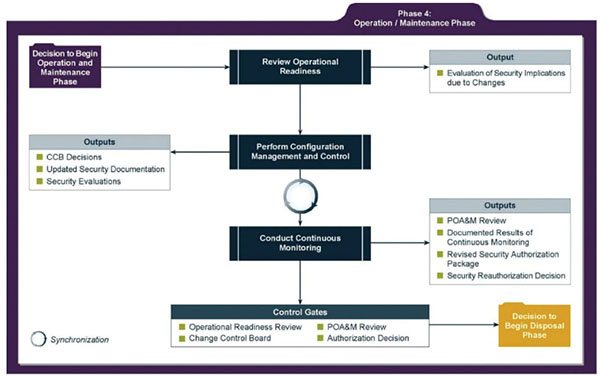 Phase 4:
Operation / Maintenance Phase
Decision to Begin
Operation and
Maintenance
Phase
Review Operational
Readiness
Output
Evaluation of Security Implications
due to Changes
Outputs
CCB Decisions
Updated Security Documentation
Security Evaluations
Perform Configuration
Management and Control
Conduct Continuous
Monitoring
Outputs
POA&M Review
Documented Results of
Continuous Monitoring
Revised Security Authorization
Package
Security Reauthorization Decision
Control Gates
Operational Readiness Review
POA&M Review
Change Control Board
Authorization Decision
Decision to
Begin Disposal
Phase
Synchronization